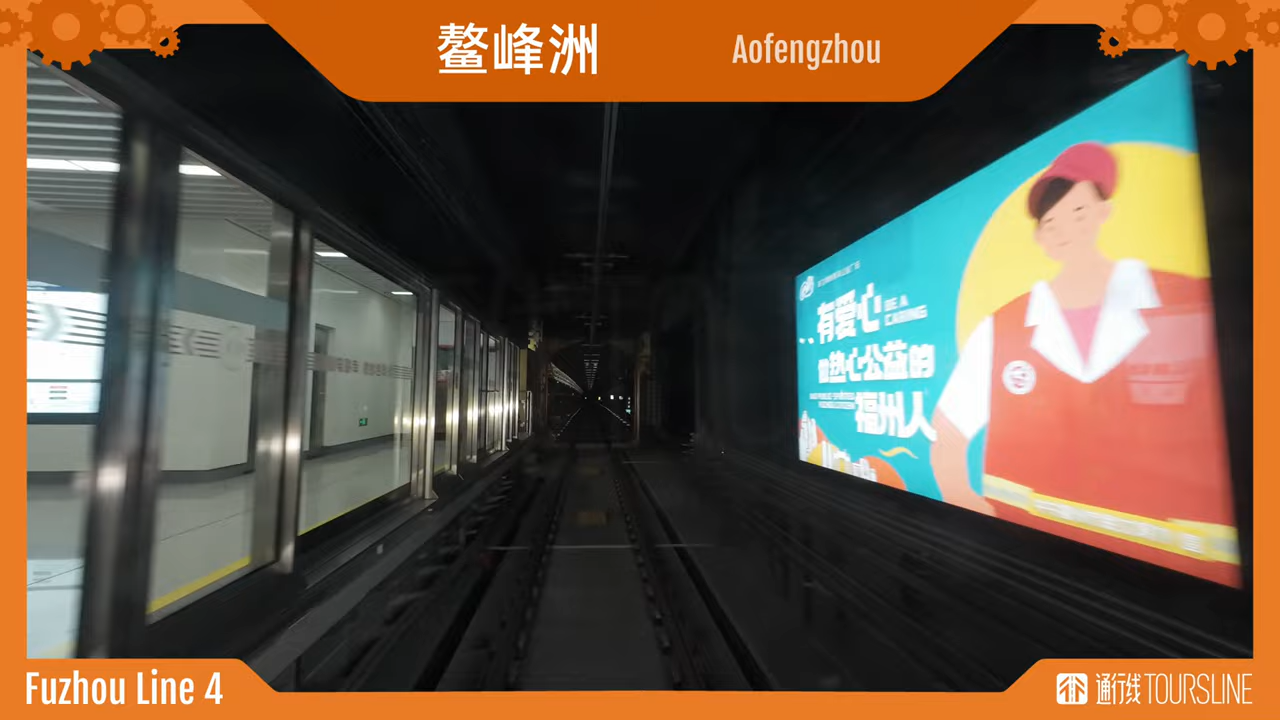 鳌峰洲
Aofengzhou
有爱心
BE A
CARING
做热心公益的
福州人
Fuzhou Line 4
通行线 TOURSLINE